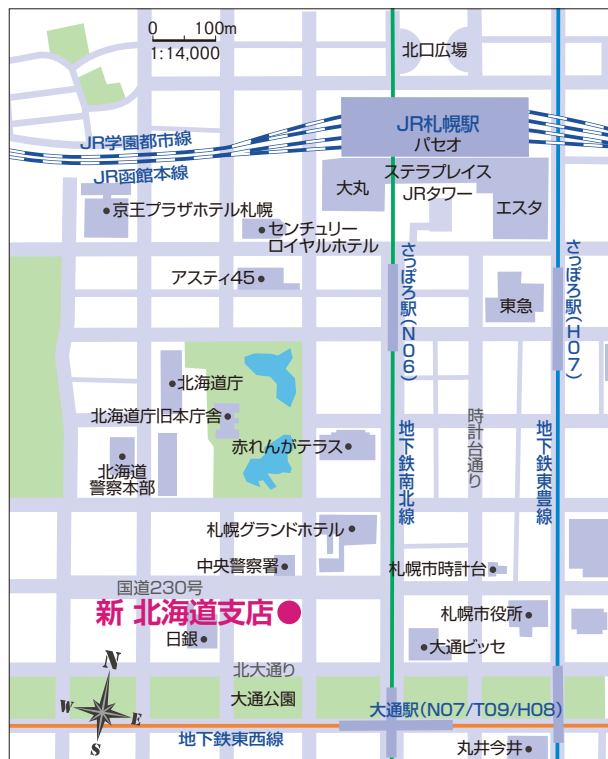 0 100m
1:14,000
北口広場
JR学園都市線
JR函館本線
JR札幌駅
パセオ
大丸
ステラプレイス
JRタワー
エスタ
京王プラザホテル札幌
センチュリー
ロイヤルホテル
アスティ45
さっぽろ駅(N06)
さっぽろ駅(H07)
東急
北海道庁
北海道庁旧本庁舎
赤れんがテラス
北海道
警察本部
地下鉄南北線
時計台通り
地下鉄東豊線
札幌グランドホテル
中央警察署
札幌市時計台
国道230号
新 北海道支店
日銀
札幌市役所
大通ビッセ
北大通り
N
W
E
S
大通公園
大通駅(N07/T09/H08)
地下鉄東西線
丸井今井